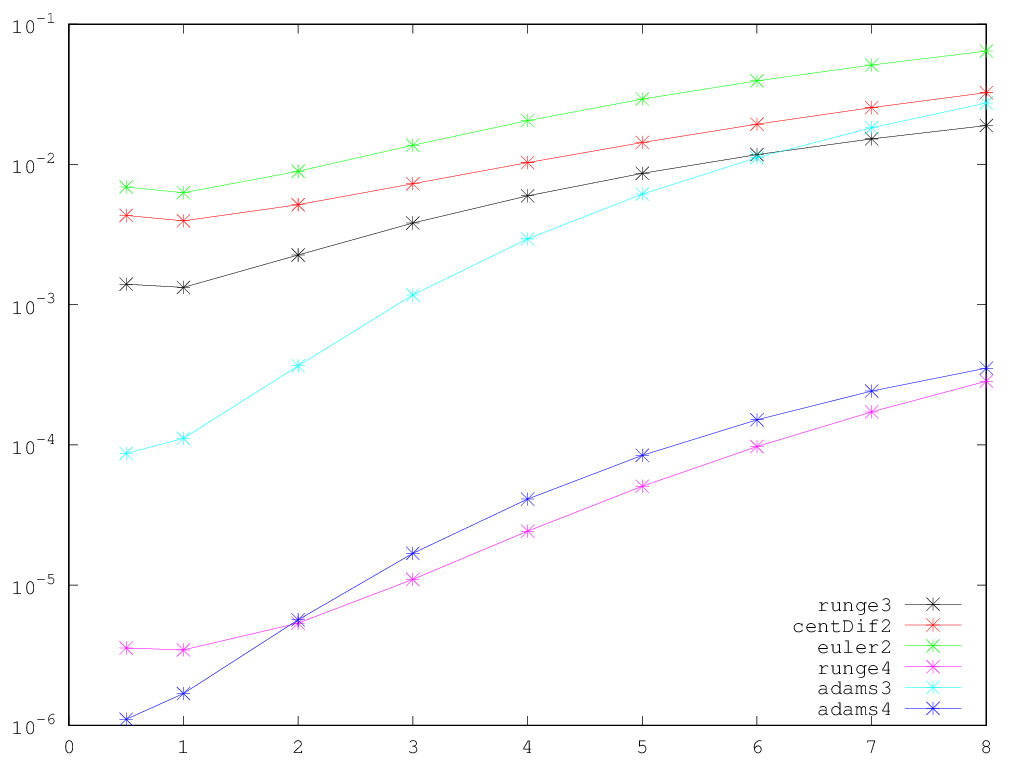 10^-1
10^-2
10^-3
10^-4
10^-5
10^-6
0 1 2 3 4 5 6 7 8
runge3
centDif2
euler2
runge4
adams3
adams4